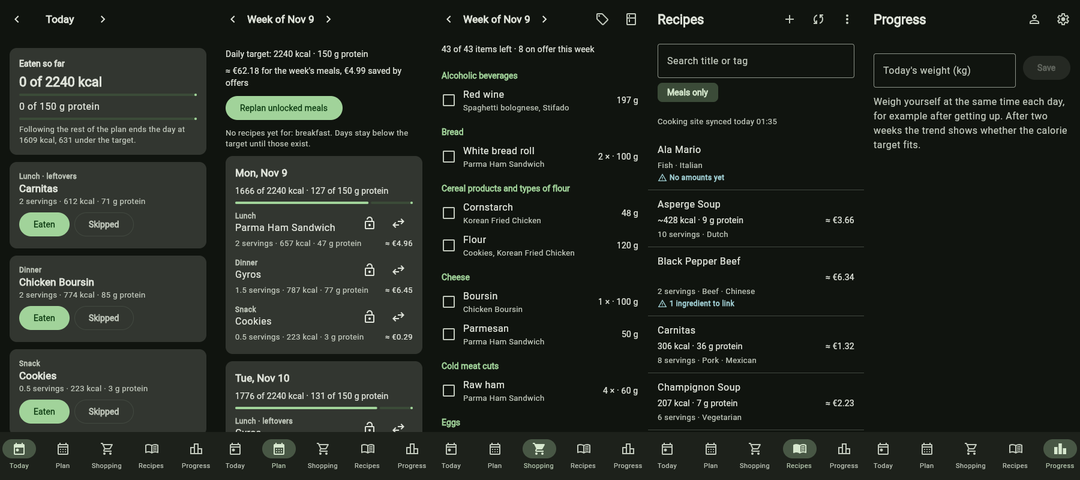 Today
Eaten so far
0 of 2240 kcal
0 of 150 g protein
Following the rest of the plan ends the day at
1609 kcal, 631 under the target.
Lunch · leftovers
Carnitas
2 servings · 612 kcal · 71 g protein
Eaten
Skipped
Dinner
Chicken Boursin
2 servings · 774 kcal · 85 g protein
Eaten
Skipped
Snack
Cookies
0.5 servings · 223 kcal · 3 g protein
Eaten
Skipped
Today
Plan
Shopping
Recipes
Progress
Week of Nov 9
Daily target: 2240 kcal · 150 g protein
≈ €62.18 for the week's meals, €4.99 saved by
offers
Replan unlocked meals
No recipes yet for: breakfast. Days stay below the
target until those exist.
Mon, Nov 9
1666 of 2240 kcal · 127 of 150 g protein
Lunch
Parma Ham Sandwich
2 servings · 657 kcal · 47 g protein
≈ €4.96
Dinner
Gyros
1.5 servings · 787 kcal · 77 g protein
≈ €6.45
Snack
Cookies
0.5 servings · 223 kcal · 3 g protein
≈ €0.29
Tue, Nov 10
1776 of 2240 kcal · 131 of 150 g protein
Lunch · leftovers
Today
Plan
Shopping
Recipes
Progress
Week of Nov 9
43 of 43 items left · 8 on offer this week
Alcoholic beverages
Red wine
197 g
Spaghetti bolognese, Stifado
Bread
White bread roll
2 × · 100 g
Parma Ham Sandwich
Cereal products and types of flour
Cornstarch
48 g
Korean Fried Chicken
Flour
120 g
Cookies, Korean Fried Chicken
Cheese
Boursin
1 × · 100 g
Chicken Boursin
Parmesan
50 g
Parma Ham Sandwich
Cold meat cuts
Raw ham
4 × · 60 g
Parma Ham Sandwich
Eggs
Today
Plan
Shopping
Recipes
Progress
Recipes
Search title or tag
Meals only
Cooking site synced today 01:35
Ala Mario
Fish · Italian
No amounts yet
Asperge Soup
~428 kcal · 9 g protein
≈ €3.66
10 servings · Dutch
Black Pepper Beef
≈ €6.34
2 servings · Beef · Chinese
1 ingredient to link
Carnitas
306 kcal · 36 g protein
≈ €1.32
8 servings · Pork · Mexican
Champignon Soup
207 kcal · 7 g protein
≈ €2.23
6 servings · Vegetarian
Today
Plan
Shopping
Recipes
Progress
Progress
Today's weight (kg)
Save
Weigh yourself at the same time each day,
for example after getting up. After two
weeks the trend shows whether the calorie
target fits.
Today
Plan
Shopping
Recipes
Progress